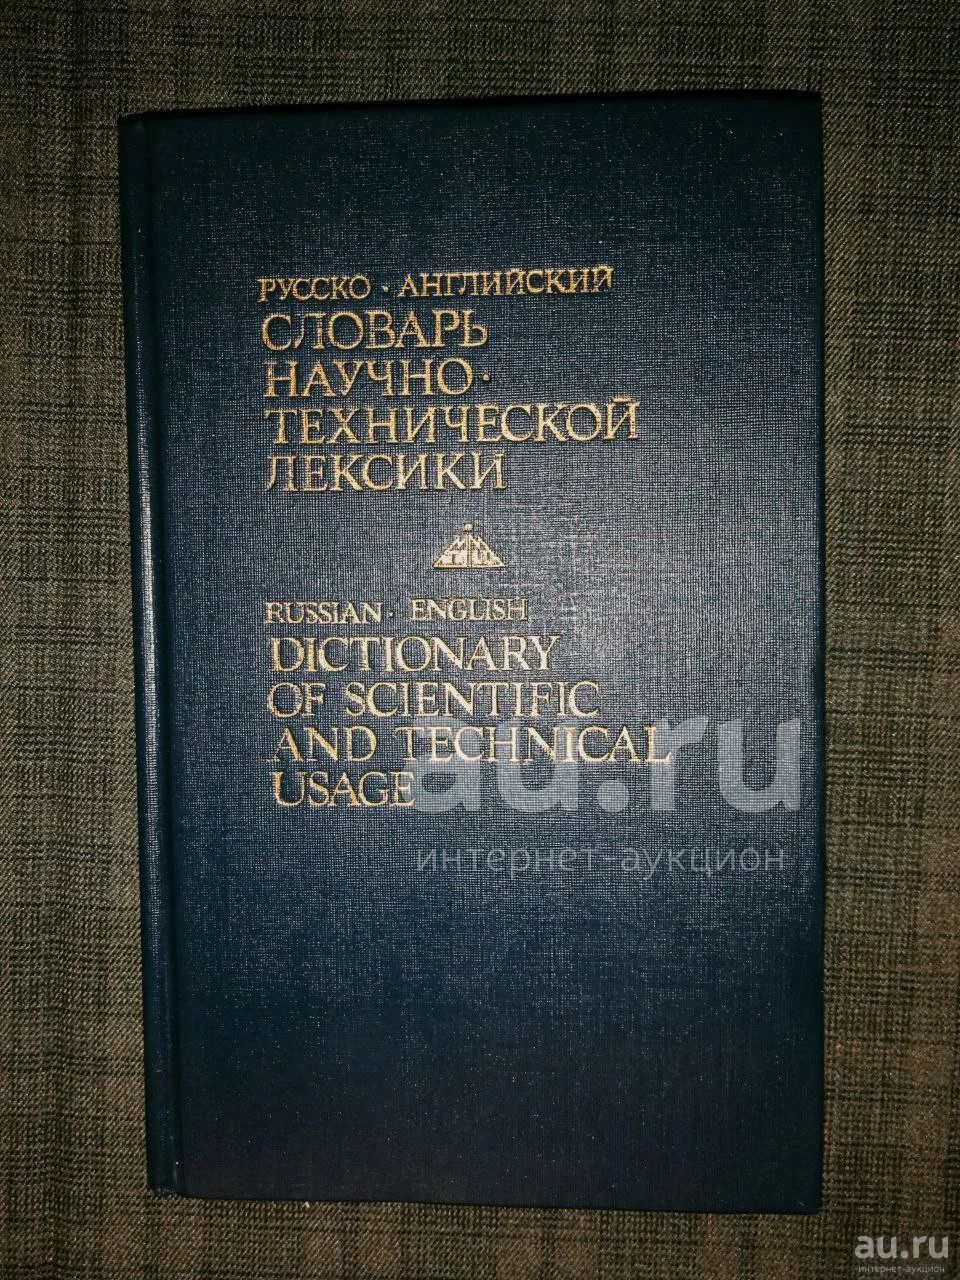 РУССКО · АНГЛИЙСКИЙ
СЛОВАРЬ
НАУЧНО ·
ТЕХНИЧЕСКОЙ
ЛЕКСИКИ
RUSSIAN · ENGLISH
DICTIONARY
OF SCIENTIFIC
AND TECHNICAL
USAGE
au.ru
интернет-аукцион
au.ru
интернет-аукцион